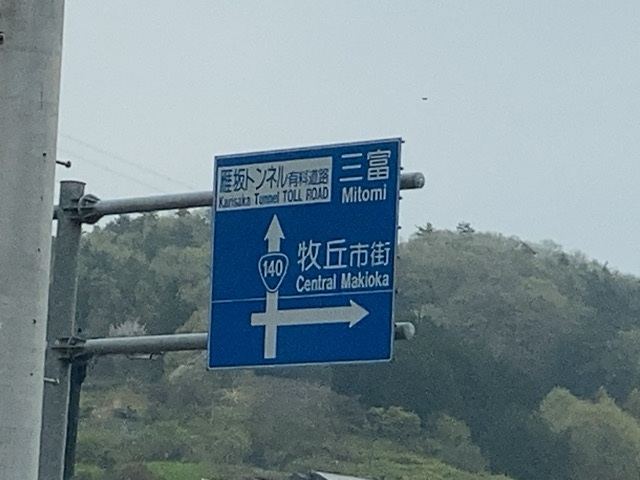 雁坂トンネル有料道路
Karisaka Tunnel TOLL ROAD
三富
Mitomi
140
牧丘市街
Central Makioka